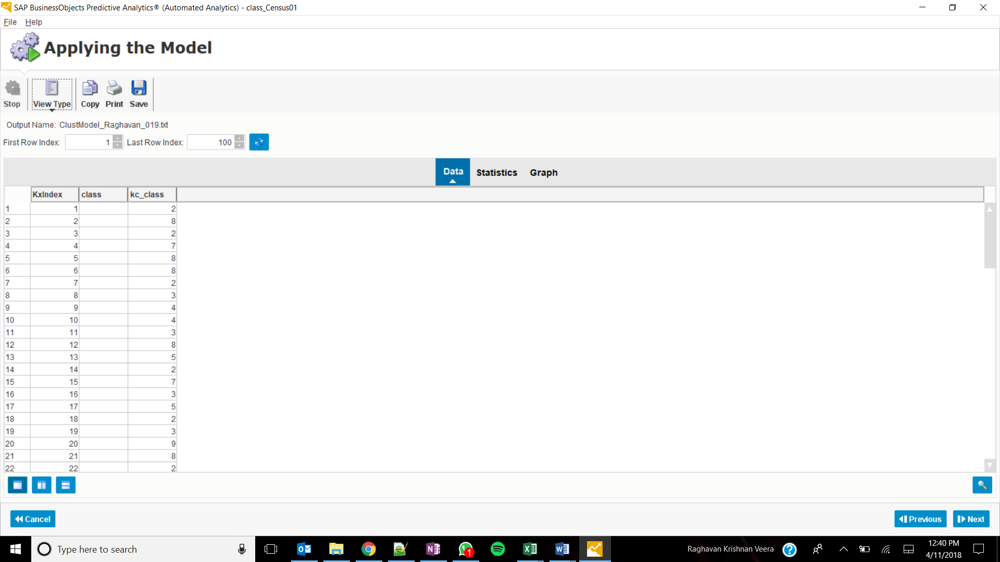 SAP BusinessObjects Predictive Analytics® (Automated Analytics) - class_Census01
File Help
Applying the Model
Stop View Type Copy Print Save
Output Name: ClustModel_Raghavan_019.txt
First Row Index: 1 Last Row Index: 100
Data Statistics Graph
KxIndex class kc_class
1 1 2
2 2 8
3 3 2
4 4 7
5 5 8
6 6 8
7 7 2
8 8 3
9 9 4
10 10 4
11 11 3
12 12 8
13 13 5
14 14 2
15 15 7
16 16 3
17 17 5
18 18 2
19 19 3
20 20 9
21 21 8
22 22 2
Cancel Previous Next
Type here to search
1
Raghavan Krishnan Veera
12:40 PM
4/11/2018